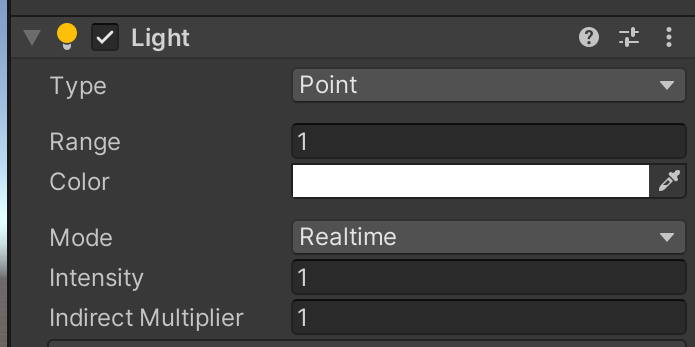 Light
Type Point
Range 1
Color
Mode Realtime
Intensity 1
Indirect Multiplier 1